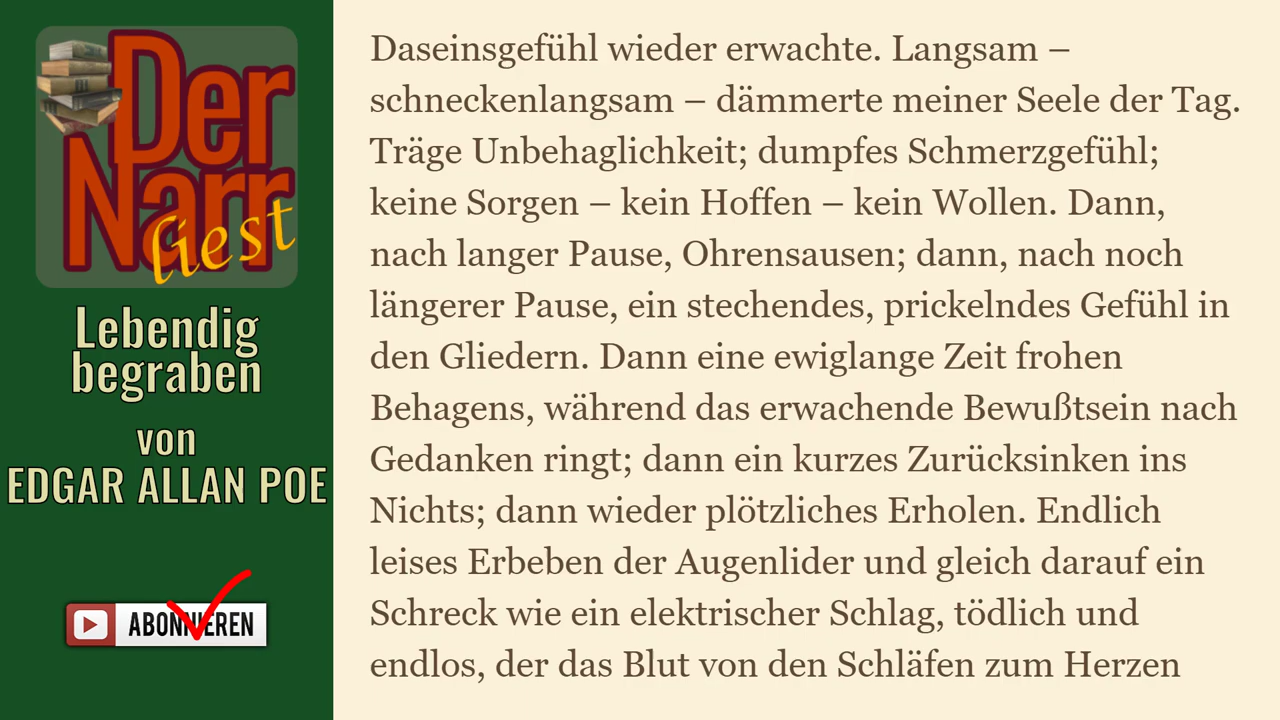 Der
Narr
liest
Lebendig
begraben
von
EDGAR ALLAN POE
ABONNIEREN
Daseinsgefühl wieder erwachte. Langsam –
schneckenlangsam – dämmerte meiner Seele der Tag.
Träge Unbehaglichkeit; dumpfes Schmerzgefühl;
keine Sorgen – kein Hoffen – kein Wollen. Dann,
nach langer Pause, Ohrensausen; dann, nach noch
längerer Pause, ein stechendes, prickelndes Gefühl in
den Gliedern. Dann eine ewiglange Zeit frohen
Behagens, während das erwachende Bewußtsein nach
Gedanken ringt; dann ein kurzes Zurücksinken ins
Nichts; dann wieder plötzliches Erholen. Endlich
leises Erbeben der Augenlider und gleich darauf ein
Schreck wie ein elektrischer Schlag, tödlich und
endlos, der das Blut von den Schläfen zum Herzen